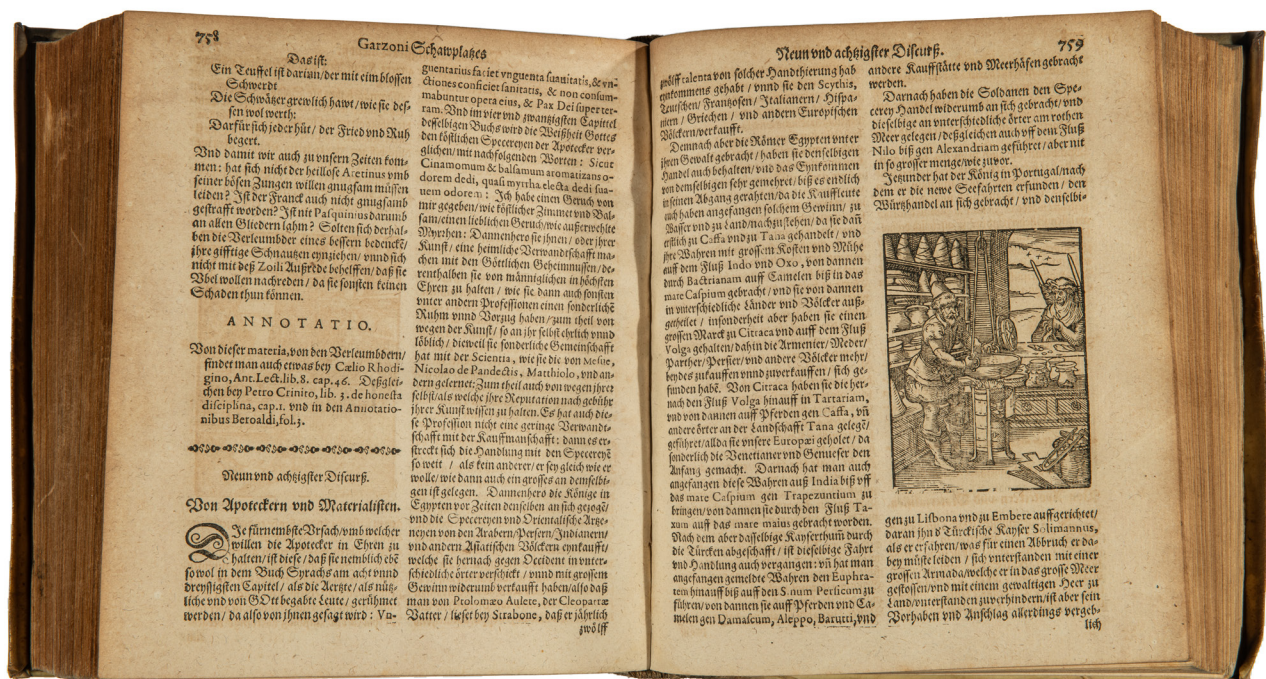 758
Garzoni Schawplatzes
Das ist:
Ein Teuffel ist darinn/der mit eim blossen
Schwerdt
Die Schwätzer grewlich hawt/wie sie des-
sen wol werth:
Darfür sich jeder hüt/ der Fried vnd Ruh
begert.
Vnd damit wir auch zu vnsern Zeiten kom-
men: hat sich nicht der heillose Aretinus vmb
seiner bösen Zungen willen gnugsam müssen
leiden? Ist der Franck auch nicht gnugsamb
gestrafft worden? Ist nit Pasquinius darumb
an allen Gliedern lahm? Solten sich derhal-
ben die Verleumbder eines bessern bedencke/
jhre gifftige Schnautzen eynziehen/ vnnd sich
nicht mit deß Zoili Außrede behelffen/daß sie
Vbel wollen nachreden/ da sie sonsten keinen
Schaden thun können.
ANNOTATIO.
Von dieser materia, von den Verleumbdern/
findet man auch etwas bey Cælio Rhodi-
gino, Ant. Lect. lib. 8. cap. 46. Deßglei-
chen bey Petro Crinito, lib. 3. de honesta
disciplina, cap. 1. vnd in den Annotatio-
nibus Beroaldi, fol. 3.
Neun vnd achtzigster Discurß.
Von Apoteckern vnd Materialisten.
DIe fürnembste Vrsach/vmb welcher
willen die Apotecker in Ehren zu
halten/ist diese/ daß sie nemblich ebē
so wol in dem Buch Syrachs am acht vnnd
dreyssigsten Capitel/ als die Aertzte/ als nütz-
liche vnd von GOtt begabte Leute/ gerühmet
werden/ da also von jhnen gesagt wird: Vn-
guentarius faciet vnguenta suauitatis, & vn-
ctiones conficiet sanitatis, & non consum-
mabuntur opera eius, & Pax Dei super ter-
ram. Vnd im vier vnd zwantzigsten Capittel
desselbigen Buchs wird die Weißheit Gottes
den köstlichen Specereyen der Apotecker ver-
glichen/mit nachfolgenden Worten: Sicut
Cinamomum & balsamum aromatizans o-
dorem dedi, quasi myrrha electa dedi sua-
uem odorem: Ich habe einen Geruch von
mir gegeben/wie köstlicher Zimmet vnd Bal-
sam/einen lieblichen Geruch/wie außerwehlte
Myrrhen: Dannenhero sie jhnen/ oder jhrer
Kunst/ eine heimliche Verwandtschafft ma-
chen mit den Göttlichen Geheimnussen/de-
renthalben sie von männiglichen in höchsten
Ehren zu halten/ wie sie dann auch sonsten
vnter andern Professionen einen sonderliche
Ruhm vnnd Vorzug haben/zum theil von
wegen der Kunst/ so an jhr selbst ehrlich vnnd
löblich/ dieweil sie sonderliche Gemeinschafft
hat mit der Scientia, wie sie die von Mesue,
Nicolao de Pandectis, Matthiolo, vnd an-
dern gelernet: Zum theil auch von wegen jhrer
selbst/als welche jhre Reputation nach gebühr
jhrer Kunst wissen zu halten. Es hat auch die-
se Profession nicht eine geringe Verwandt-
schafft mit der Kauffmanschafft: dann es er-
streckt sich die Handlung mit den Specereyē
so weit / als kein anderer/ er sey gleich wie er
wolle/ wie dann auch ein grosses an demselbi-
gen ist gelegen. Dannenhero die Könige in
Egypten vor Zeiten denselben an sich gezogē/
vnd die Specereyen vnd Orientalische Artze-
neyen von den Arabern/Persern/Indianern/
vnd andern Asiatischen Völckern eynkaufft/
welche sie hernach gegen Occident in vnter-
schiedliche örter verschickt / vnnd mit grossem
Gewinn widerumb verkaufft haben/also daß
man von Ptolomæo Aulete, der Cleopatræ
Vatter / lieset bey Strabone, daß er jährlich
zwölff
Neun vnd achtzigster Discurß.
759
zwölff talenta von solcher Handthierung hab
eynkommens gehabt / vnnd sie den Scythis,
Teutschen/ Frantzosen / Italianern / Hispa-
niern / Griechen / vnd andern Europischen
Völckern/verkaufft.
Demnach aber die Römer Egypten vnter
jhren Gewalt gebracht/ haben sie denselbigen
Handel auch behalten/vnd das Eynkommen
von demselbigen sehr gemehret/ biß es endlich
in seinen Abgang gerahten/da die Kauffleute
auch haben angefangen solchem Gewinn/ zu
Wasser vnd zu Land/nachzustehen/ da sie dañ
erstlich zu Caffa vnd zu Tana gehandelt / vnd
jhre Wahren mit grossem Kosten vnd Mühe
auff dem Fluß Indo vnd Oxo, von dannen
durch Bactrianam auff Camelen biß in das
mare Caspium gebracht/ vnd sie von dannen
in vnterschiedliche Länder vnd Völcker auß-
getheilet / insonderheit aber haben sie einen
grossen Marck zu Citraca vnd auff dem Fluß
Volga gehalten/dahin die Armenier/Meder/
Parther/Persier/vnd andere Völcker mehr/
beydes zukauffen vnnd zuverkauffen / sich ge-
funden habē. Von Citraca haben sie die her-
nach den Fluß Volga hinauff in Tartariam,
vnd von dannen auff Pferden gen Caffa, vñ
andere örter an der Landschafft Tana gelegē/
geführet/allda sie vnsere Europæi geholet / da
sonderlich die Venetianer vnd Genueser den
Anfang gemacht. Darnach hat man auch
angefangen diese Wahren auß India biß vff
das mare Caspium gen Trapezuntium zu
bringen/von dannen sie durch den Fluß Ta-
xum auff das mare maius gebracht worden.
Nach dem aber dasselbige Kayserthum durch
die Türcken abgeschafft / ist dieselbige Fahrt
vnd Handlung auch vergangen: vñ hat man
angefangen gemeldte Wahren den Euphra-
tem hinauff biß auff den Sinum Persicum zu
führen/von dannen sie auff Pferden vnd Ca-
melen gen Damascum, Aleppo, Barutti, vnd
andere Kauffstätte vnd Meerhäfen gebracht
werden.
Darnach haben die Soldanen den Spe-
cerey Handel widerumb an sich gebracht/ vnd
dieselbige an vnterschiedliche örter am rothen
Meer gelegen/ deßgleichen auch vff dem Fluß
Nilo biß gen Alexandriam geführet/aber nit
in so grosser menge/wie zuvor.
Jetzunder hat der König in Portugal/nach
dem er die newe Seefahrten erfunden/ den
Würtzhandel an sich gebracht/ vnd denselbi-
gen zu Lisbona vnd zu Embere auffgerichtet/
daran jhn ď Türckische Kayser Solimannus,
als er erfahren/was für einen Abbruch er da-
bey müste leiden / sich vnterstanden mit einer
grossen Armada/welche er in das grosse Meer
gestossen/vnd mit einem gewaltigen Heer zu
Land/vnterstanden zuverhindern/ist aber sein
Vorhaben vnd Anschlag allerdings vergeb-
lich